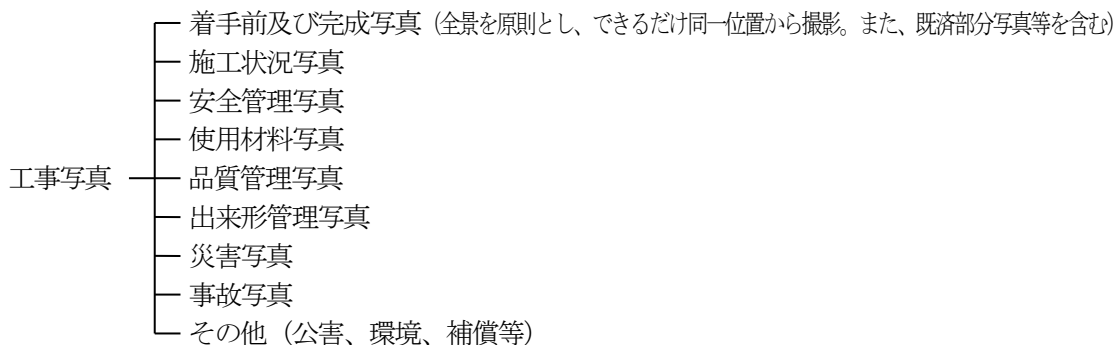 着手前及び完成写真（全景を原則とし、できるだけ同一位置から撮影。また、既済部分写真等を含む）
施工状況写真
安全管理写真
使用材料写真
工事写真
品質管理写真
出来形管理写真
災害写真
事故写真
その他（公害、環境、補償等）